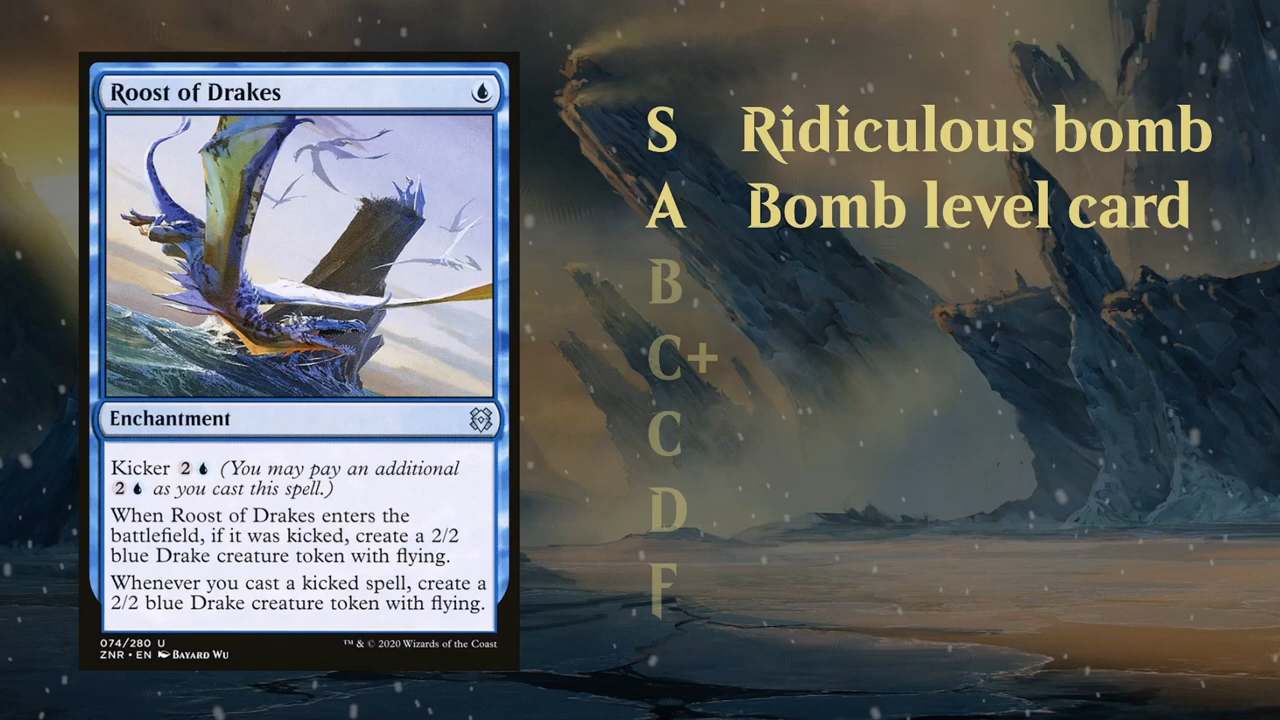 Roost of Drakes
Enchantment
Kicker 2 (You may pay an additional
2 as you cast this spell.)
When Roost of Drakes enters the
battlefield, if it was kicked, create a 2/2
blue Drake creature token with flying.
Whenever you cast a kicked spell, create a
2/2 blue Drake creature token with flying.
074/280 U
ZNR • EN Bayard Wu
™ & © 2020 Wizards of the Coast
S Ridiculous bomb
A Bomb level card
B
C+
C
D
F